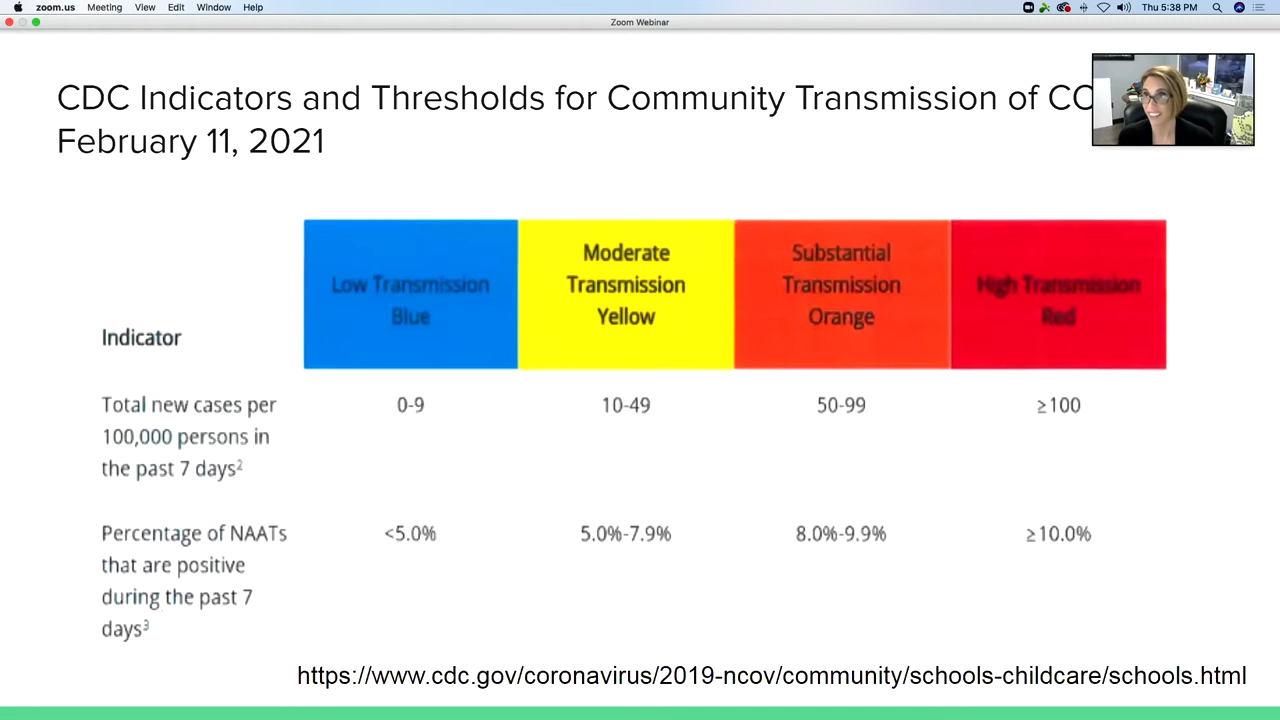 zoom.us Meeting View Edit Window Help Thu 5:38 PM
Zoom Webinar
CDC Indicators and Thresholds for Community Transmission of
February 11, 2021
Indicator
Low Transmission
Blue
Moderate
Transmission
Yellow
Substantial
Transmission
Orange
High Transmission
Red
Total new cases per
100,000 persons in
the past 7 days²
0-9
10-49
50-99
≥100
Percentage of NAATs
that are positive
during the past 7
days³
<5.0%
5.0%-7.9%
8.0%-9.9%
≥10.0%
https://www.cdc.gov/coronavirus/2019-ncov/community/schools-childcare/schools.html